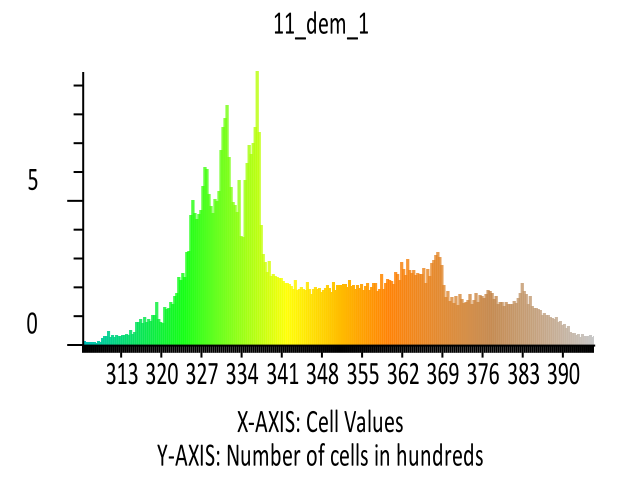 11_dem_1
5
0
313 320 327 334 341 348 355 362 369 376 383 390
X-AXIS: Cell Values
Y-AXIS: Number of cells in hundreds